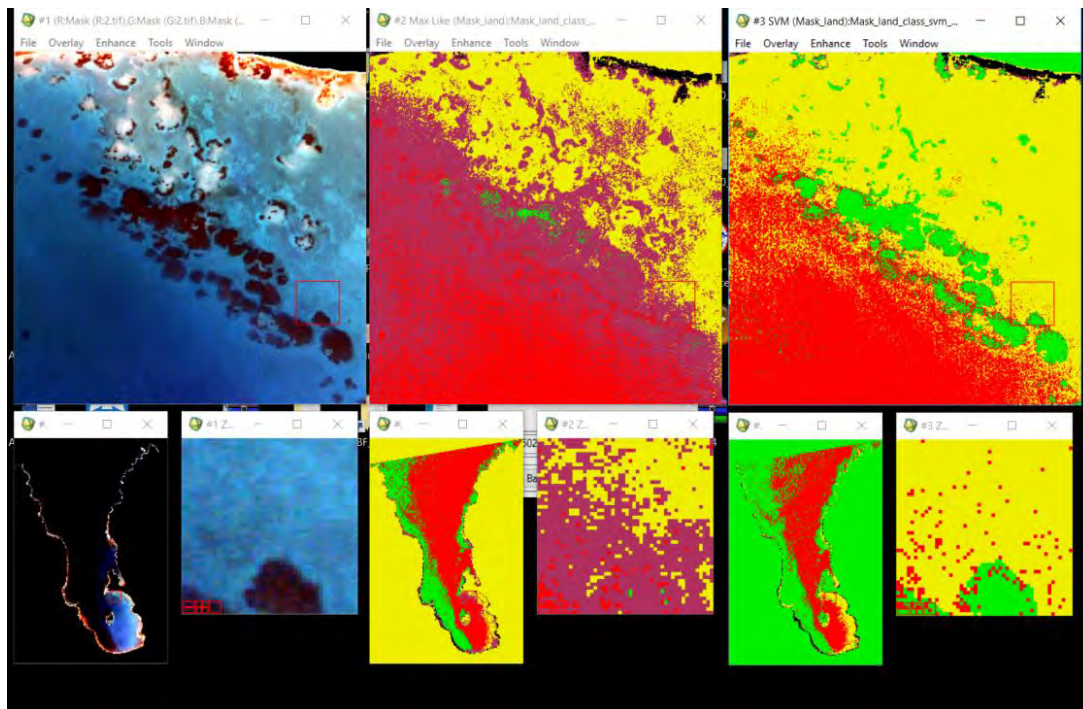 #1 (R:Mask (R:2.tif),G:Mask (G:2.tif),B:Mask (...
File Overlay Enhance Tools Window
#2 Max Like (Mask_land):Mask_land_class_...
File Overlay Enhance Tools Window
#3 SVM (Mask_land):Mask_land_class_svm_...
File Overlay Enhance Tools Window
#..
#1 Z...
#..
#2 Z...
#..
#3 Z...
Ba